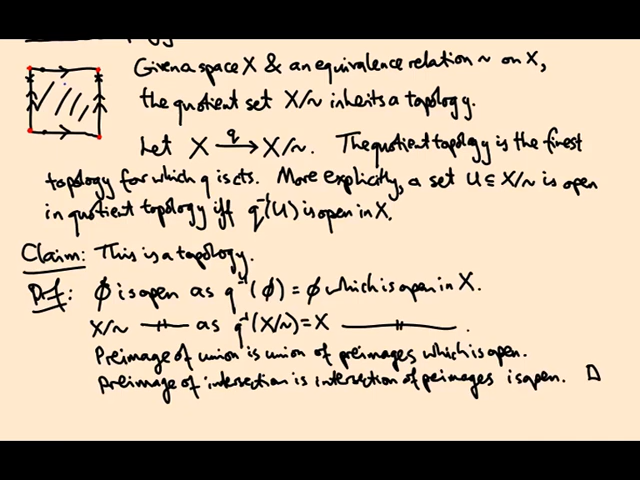 Given a space X & an equivalence relation ~ on X,
the quotient set X/~ inherits a topology.
Let X —q→ X/~. The quotient topology is the finest
topology for which q is cts. More explicitly, a set U ⊆ X/~ is open
in quotient topology iff q⁻¹(U) is open in X.
Claim: This is a topology.
Prf: ∅ is open as q⁻¹(∅) = ∅ which is open in X.
X/~ —〃— as q⁻¹(X/~) = X —〃— .
Preimage of union is union of preimages which is open.
Preimage of intersection is intersection of peimages is open. □